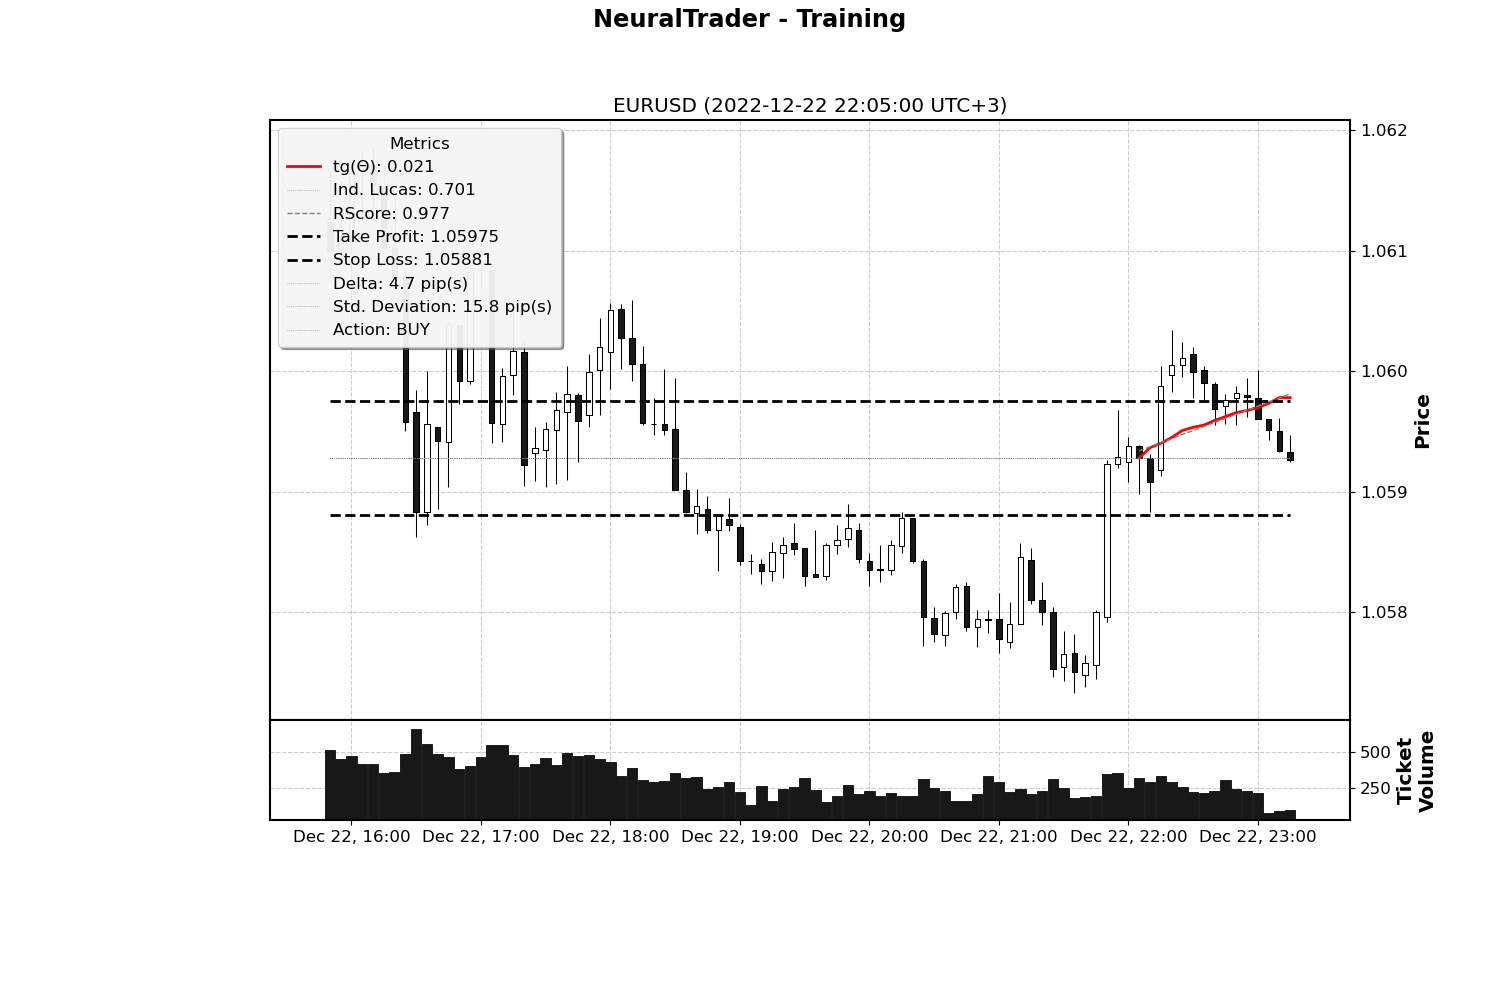 NeuralTrader - Training
EURUSD (2022-12-22 22:05:00 UTC+3)
Metrics
tg(Θ): 0.021
Ind. Lucas: 0.701
RScore: 0.977
Take Profit: 1.05975
Stop Loss: 1.05881
Delta: 4.7 pip(s)
Std. Deviation: 15.8 pip(s)
Action: BUY
1.062
1.061
1.060
1.059
1.058
Price
500
250
Ticket
Volume
Dec 22, 16:00 Dec 22, 17:00 Dec 22, 18:00 Dec 22, 19:00 Dec 22, 20:00 Dec 22, 21:00 Dec 22, 22:00 Dec 22, 23:00